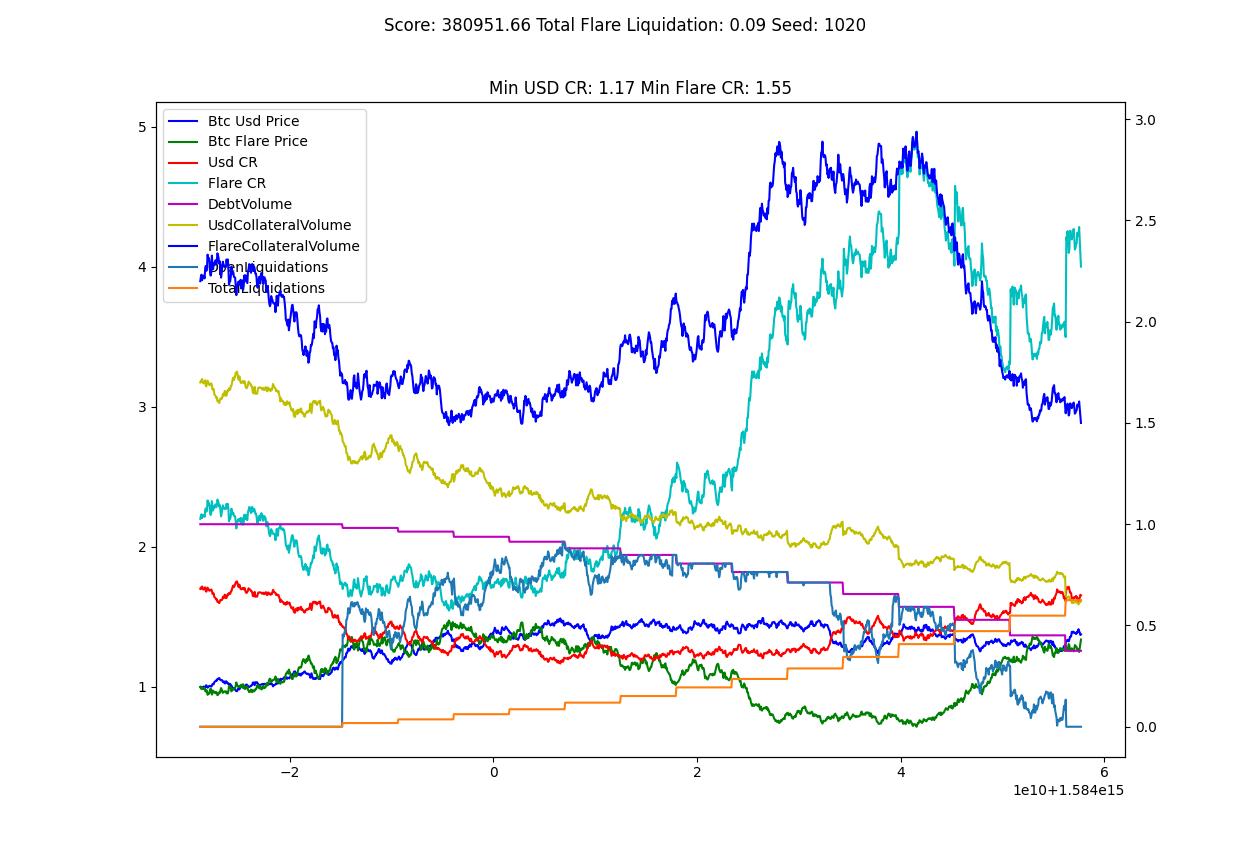 Score: 380951.66 Total Flare Liquidation: 0.09 Seed: 1020
Min USD CR: 1.17 Min Flare CR: 1.55
Btc Usd Price
Btc Flare Price
Usd CR
Flare CR
DebtVolume
UsdCollateralVolume
FlareCollateralVolume
OpenLiquidations
TotalLiquidations
5
4
3
2
1
3.0
2.5
2.0
1.5
1.0
0.5
0.0
−2
0
2
4
6
1e10+1.584e15